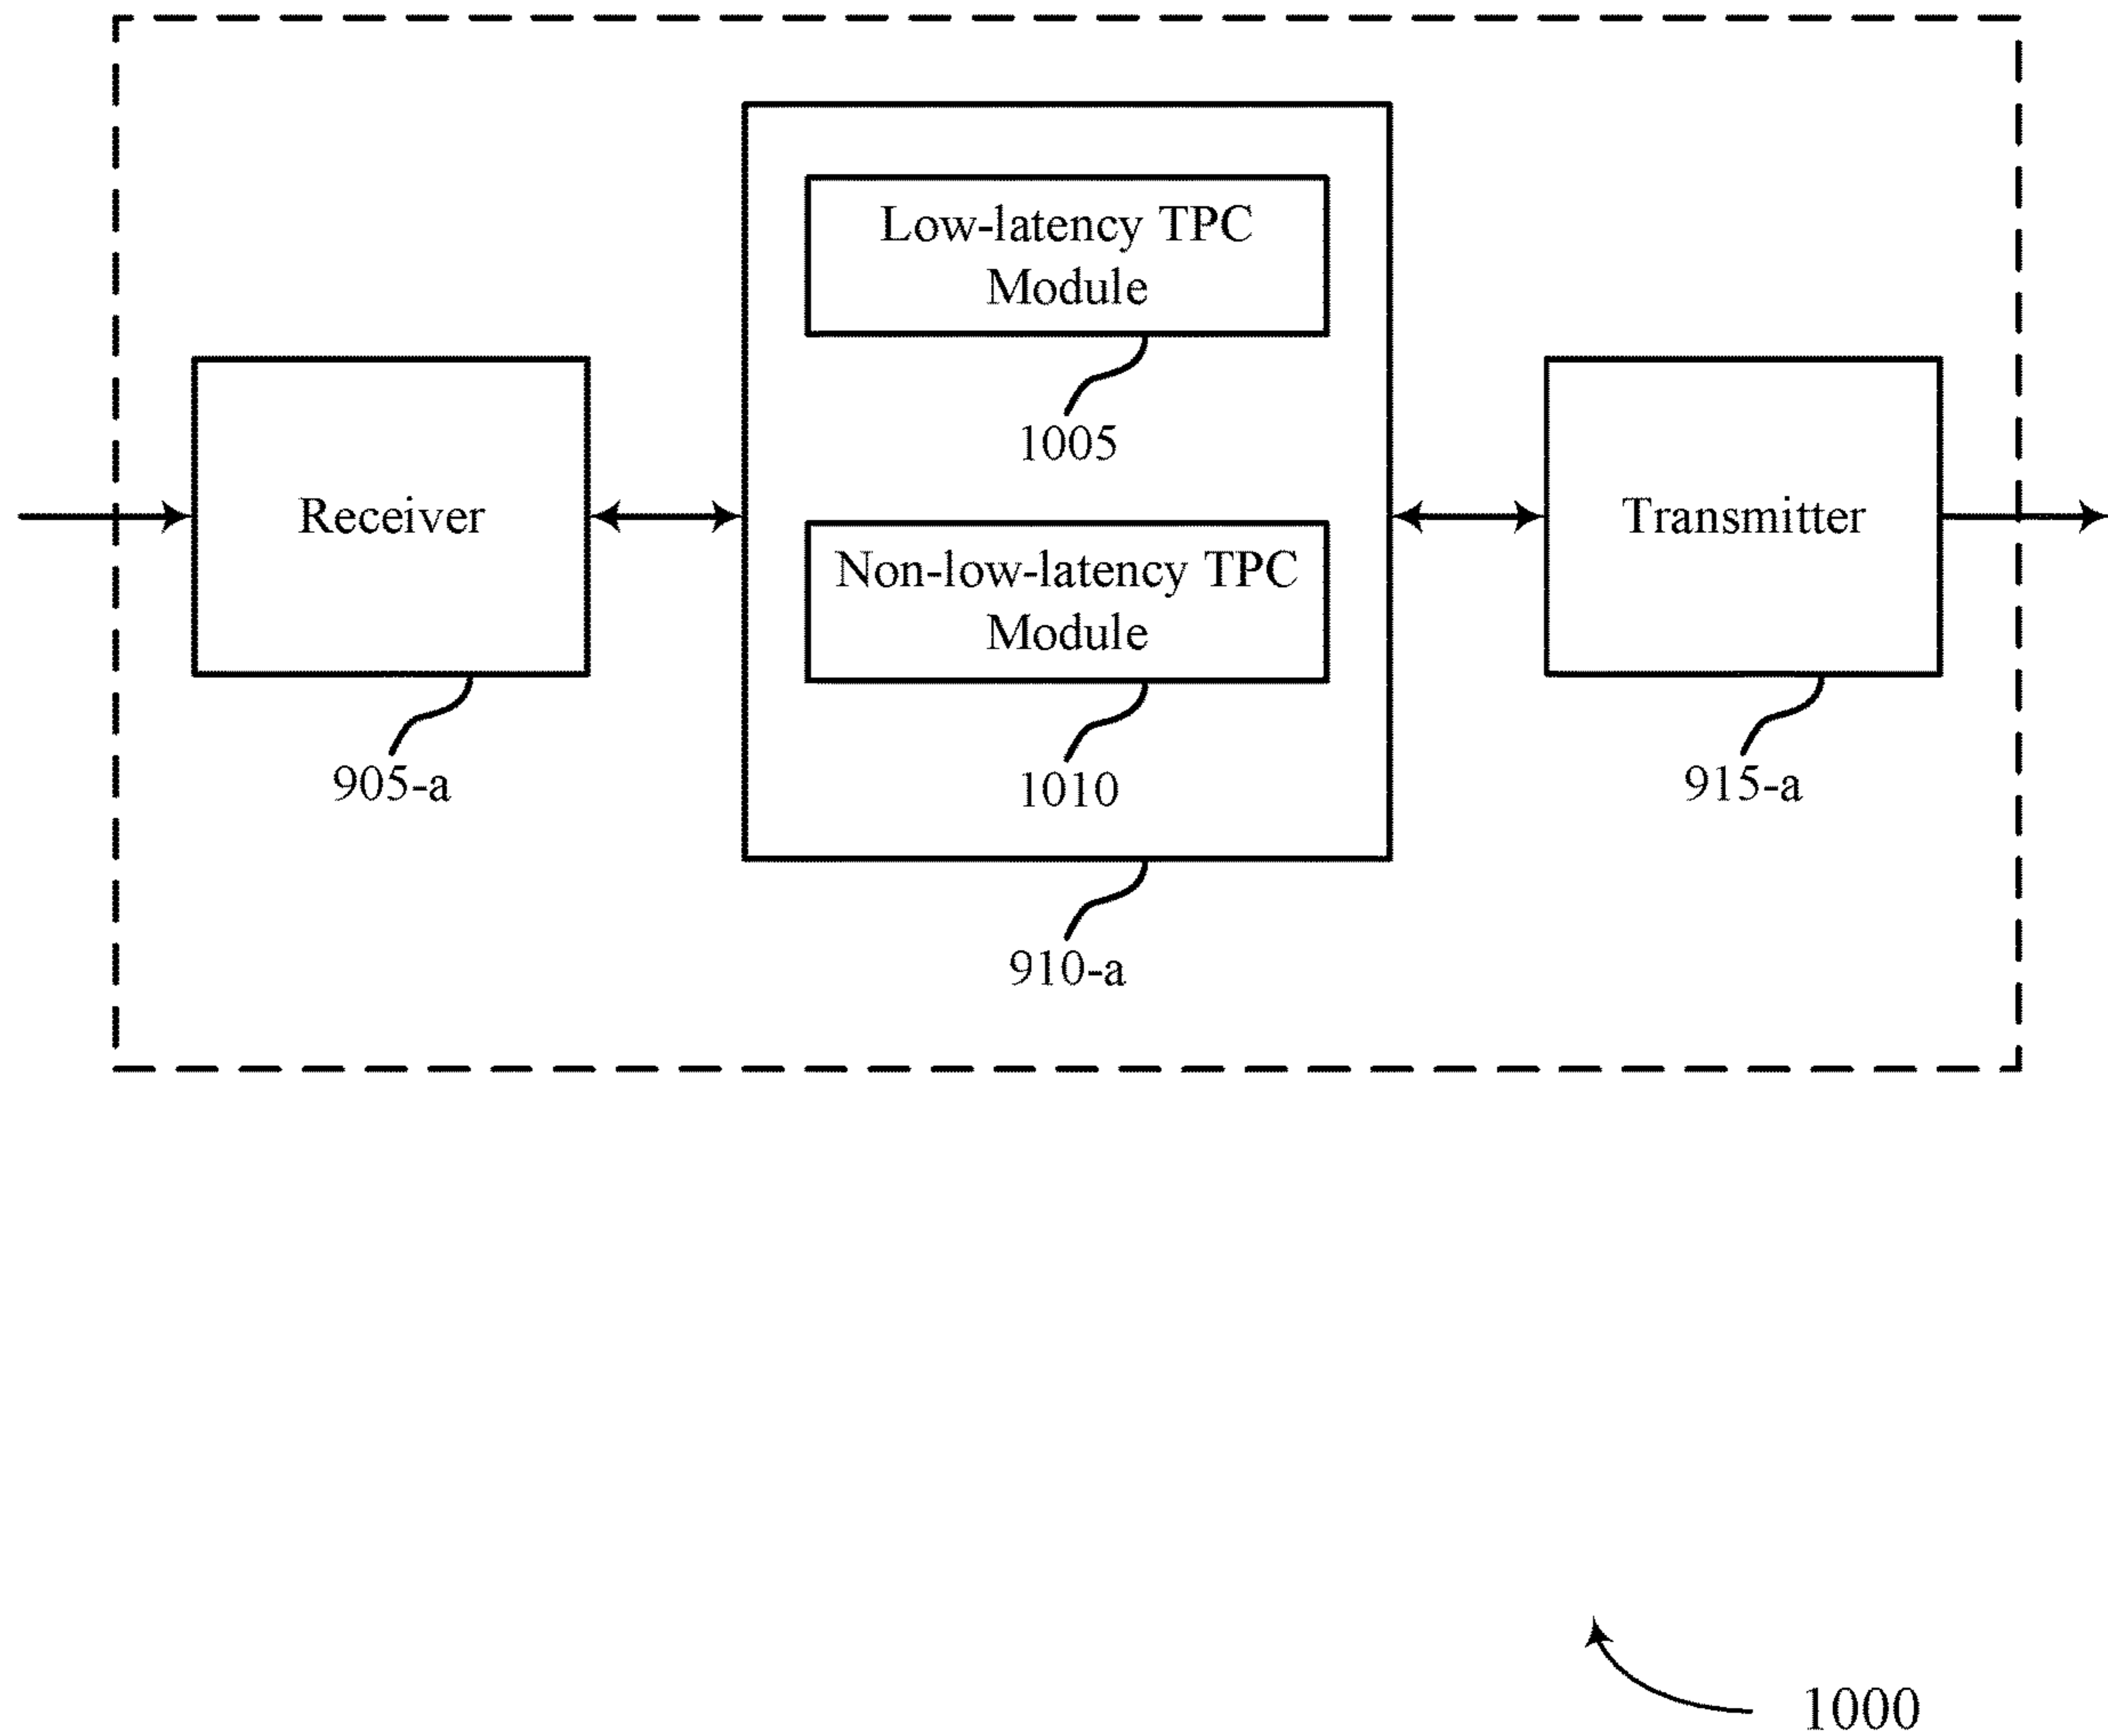 Low-latency TPC
Module
1005
Receiver
Transmitter
Non-low-latency TPC
Module
905-a
1010
915-a
910-a
1000